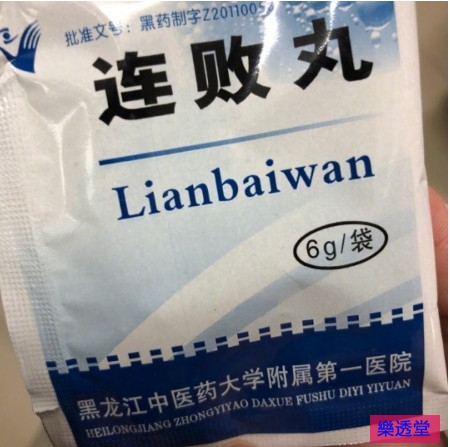 批准文号：黑药制字Z2011005
连败丸
Lianbaiwan
6g/袋
黑龙江中医药大学附属第一医院
HEILONGJIANG ZHONGYIYAO DAXUE FUSHU DIYI YIYUAN
樂透堂